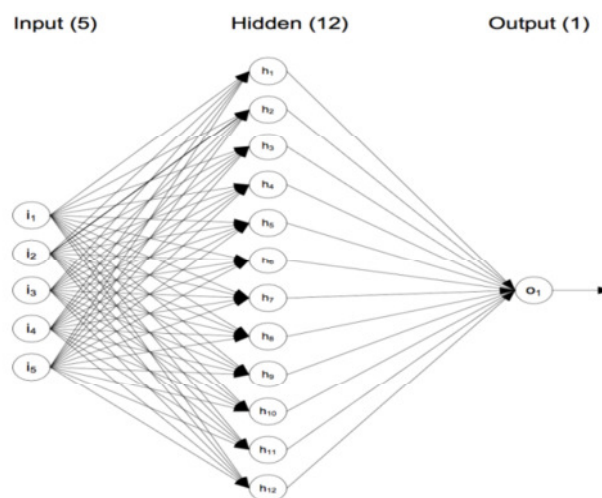 Input (5) Hidden (12) Output (1)
h1
h2
h3
h4
i1
h5
i2
h6
i3
h7
o1
i4
h8
i5
h9
h10
h11
h12